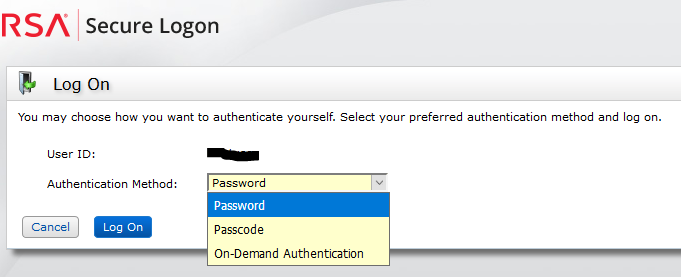 RSA | Secure Logon
Log On
You may choose how you want to authenticate yourself. Select your preferred authentication method and log on.
User ID:
Authentication Method: Password
Password
Passcode
On-Demand Authentication
Cancel Log On